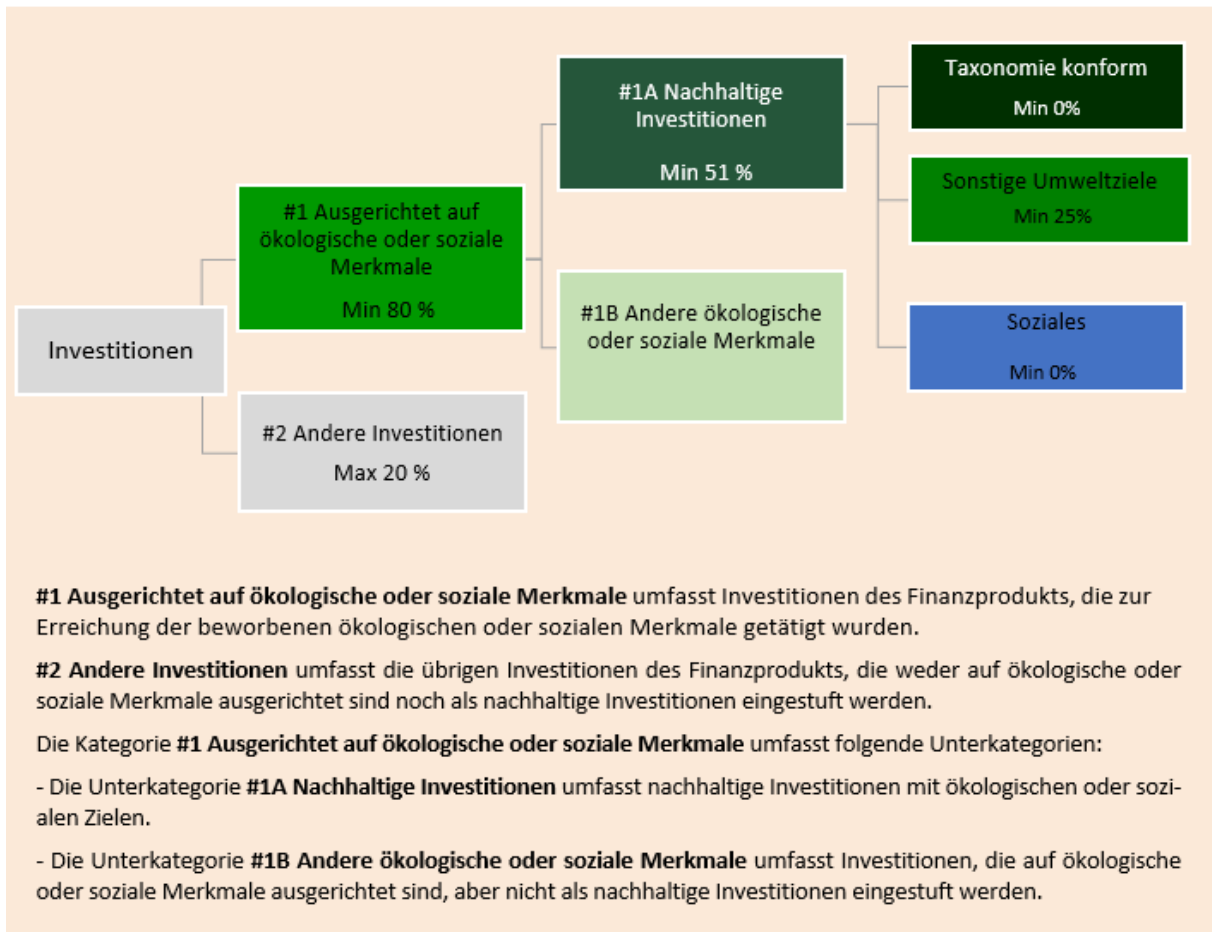 Investitionen
#1 Ausgerichtet auf
ökologische oder soziale
Merkmale
Min 80 %
#2 Andere Investitionen
Max 20 %
#1A Nachhaltige
Investitionen
Min 51 %
#1B Andere ökologische
oder soziale Merkmale
Taxonomie konform
Min 0%
Sonstige Umweltziele
Min 25%
Soziales
Min 0%
#1 Ausgerichtet auf ökologische oder soziale Merkmale umfasst Investitionen des Finanzprodukts, die zur
Erreichung der beworbenen ökologischen oder sozialen Merkmale getätigt wurden.
#2 Andere Investitionen umfasst die übrigen Investitionen des Finanzprodukts, die weder auf ökologische oder
soziale Merkmale ausgerichtet sind noch als nachhaltige Investitionen eingestuft werden.
Die Kategorie #1 Ausgerichtet auf ökologische oder soziale Merkmale umfasst folgende Unterkategorien:
- Die Unterkategorie #1A Nachhaltige Investitionen umfasst nachhaltige Investitionen mit ökologischen oder sozi-
alen Zielen.
- Die Unterkategorie #1B Andere ökologische oder soziale Merkmale umfasst Investitionen, die auf ökologische
oder soziale Merkmale ausgerichtet sind, aber nicht als nachhaltige Investitionen eingestuft werden.